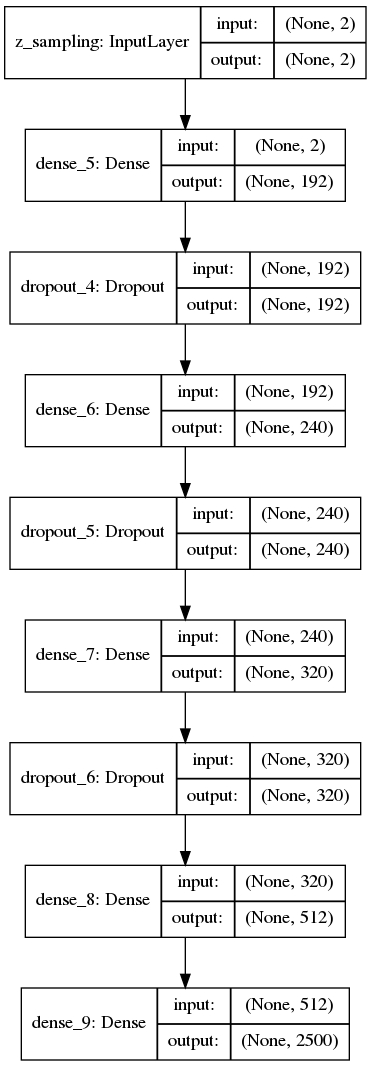 z_sampling: InputLayer
input: (None, 2)
output: (None, 2)
dense_5: Dense
input: (None, 2)
output: (None, 192)
dropout_4: Dropout
input: (None, 192)
output: (None, 192)
dense_6: Dense
input: (None, 192)
output: (None, 240)
dropout_5: Dropout
input: (None, 240)
output: (None, 240)
dense_7: Dense
input: (None, 240)
output: (None, 320)
dropout_6: Dropout
input: (None, 320)
output: (None, 320)
dense_8: Dense
input: (None, 320)
output: (None, 512)
dense_9: Dense
input: (None, 512)
output: (None, 2500)